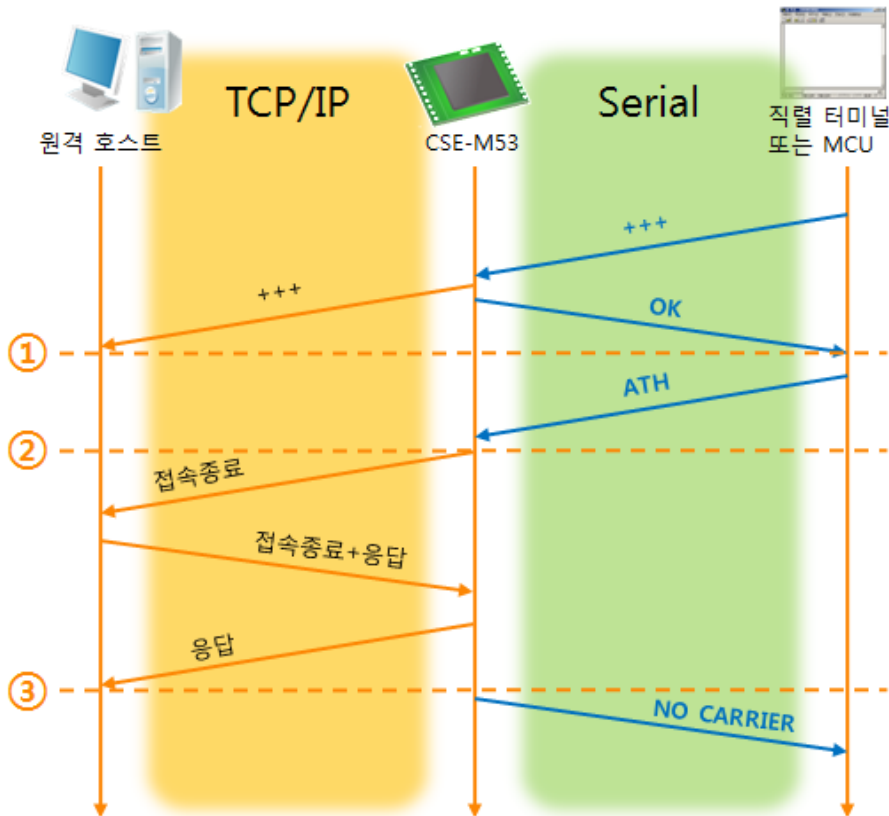 TCP/IP
Serial
원격 호스트
CSE-M53
직렬 터미널
또는 MCU
+++
+++
OK
①
ATH
②
접속종료
접속종료+응답
응답
③
NO CARRIER